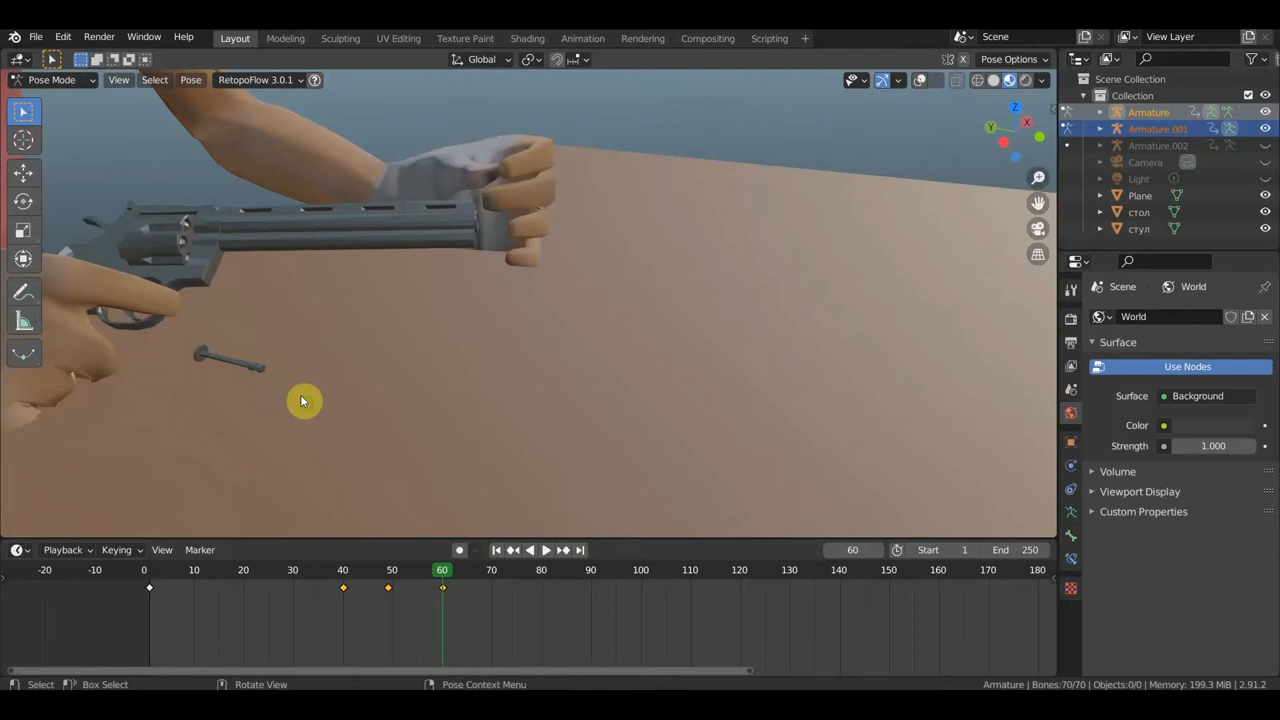 File Edit Render Window Help Layout Modeling Sculpting UV Editing Texture Paint Shading Animation Rendering Compositing Scripting + Scene View Layer
Global Pose Options
Pose Mode View Select Pose RetopoFlow 3.0.1
Scene Collection
Collection
Armature
Armature.001
Armature.002
Camera
Light
Plane
стол
стул
Z
Y
X
Scene World
World
Surface
Use Nodes
Surface Background
Color
Strength 1.000
Volume
Viewport Display
Custom Properties
Playback Keying View Marker 60 Start 1 End 250
-20 -10 0 10 20 30 40 50 60 70 80 90 100 110 120 130 140 150 160 170 180
Select Box Select Rotate View Pose Context Menu Armature | Bones:70/70 | Objects:0/0 | Memory: 199.3 MiB | 2.91.2